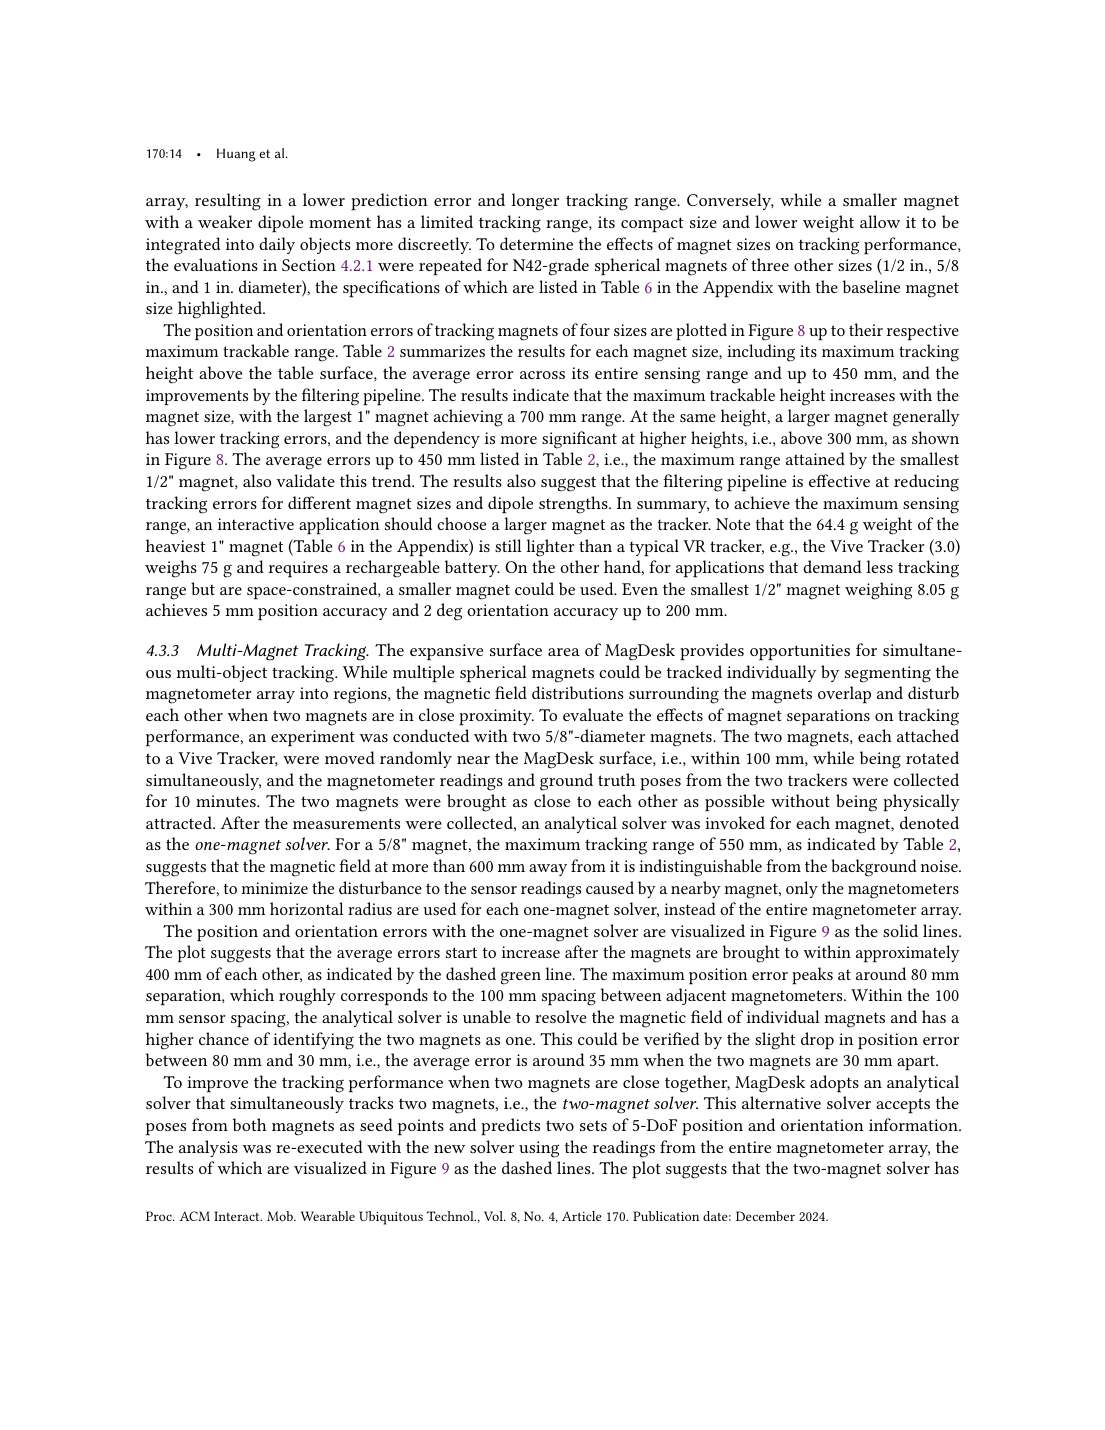 170:14 • Huang et al.
array, resulting in a lower prediction error and longer tracking range. Conversely, while a smaller magnet
with a weaker dipole moment has a limited tracking range, its compact size and lower weight allow it to be
integrated into daily objects more discreetly. To determine the effects of magnet sizes on tracking performance,
the evaluations in Section 4.2.1 were repeated for N42-grade spherical magnets of three other sizes (1/2 in., 5/8
in., and 1 in. diameter), the specifications of which are listed in Table 6 in the Appendix with the baseline magnet
size highlighted.
The position and orientation errors of tracking magnets of four sizes are plotted in Figure 8 up to their respective
maximum trackable range. Table 2 summarizes the results for each magnet size, including its maximum tracking
height above the table surface, the average error across its entire sensing range and up to 450 mm, and the
improvements by the filtering pipeline. The results indicate that the maximum trackable height increases with the
magnet size, with the largest 1" magnet achieving a 700 mm range. At the same height, a larger magnet generally
has lower tracking errors, and the dependency is more significant at higher heights, i.e., above 300 mm, as shown
in Figure 8. The average errors up to 450 mm listed in Table 2, i.e., the maximum range attained by the smallest
1/2" magnet, also validate this trend. The results also suggest that the filtering pipeline is effective at reducing
tracking errors for different magnet sizes and dipole strengths. In summary, to achieve the maximum sensing
range, an interactive application should choose a larger magnet as the tracker. Note that the 64.4 g weight of the
heaviest 1" magnet (Table 6 in the Appendix) is still lighter than a typical VR tracker, e.g., the Vive Tracker (3.0)
weighs 75 g and requires a rechargeable battery. On the other hand, for applications that demand less tracking
range but are space-constrained, a smaller magnet could be used. Even the smallest 1/2" magnet weighing 8.05 g
achieves 5 mm position accuracy and 2 deg orientation accuracy up to 200 mm.
4.3.3 Multi-Magnet Tracking. The expansive surface area of MagDesk provides opportunities for simultane-
ous multi-object tracking. While multiple spherical magnets could be tracked individually by segmenting the
magnetometer array into regions, the magnetic field distributions surrounding the magnets overlap and disturb
each other when two magnets are in close proximity. To evaluate the effects of magnet separations on tracking
performance, an experiment was conducted with two 5/8"-diameter magnets. The two magnets, each attached
to a Vive Tracker, were moved randomly near the MagDesk surface, i.e., within 100 mm, while being rotated
simultaneously, and the magnetometer readings and ground truth poses from the two trackers were collected
for 10 minutes. The two magnets were brought as close to each other as possible without being physically
attracted. After the measurements were collected, an analytical solver was invoked for each magnet, denoted
as the one-magnet solver. For a 5/8" magnet, the maximum tracking range of 550 mm, as indicated by Table 2,
suggests that the magnetic field at more than 600 mm away from it is indistinguishable from the background noise.
Therefore, to minimize the disturbance to the sensor readings caused by a nearby magnet, only the magnetometers
within a 300 mm horizontal radius are used for each one-magnet solver, instead of the entire magnetometer array.
The position and orientation errors with the one-magnet solver are visualized in Figure 9 as the solid lines.
The plot suggests that the average errors start to increase after the magnets are brought to within approximately
400 mm of each other, as indicated by the dashed green line. The maximum position error peaks at around 80 mm
separation, which roughly corresponds to the 100 mm spacing between adjacent magnetometers. Within the 100
mm sensor spacing, the analytical solver is unable to resolve the magnetic field of individual magnets and has a
higher chance of identifying the two magnets as one. This could be verified by the slight drop in position error
between 80 mm and 30 mm, i.e., the average error is around 35 mm when the two magnets are 30 mm apart.
To improve the tracking performance when two magnets are close together, MagDesk adopts an analytical
solver that simultaneously tracks two magnets, i.e., the two-magnet solver. This alternative solver accepts the
poses from both magnets as seed points and predicts two sets of 5-DoF position and orientation information.
The analysis was re-executed with the new solver using the readings from the entire magnetometer array, the
results of which are visualized in Figure 9 as the dashed lines. The plot suggests that the two-magnet solver has
Proc. ACM Interact. Mob. Wearable Ubiquitous Technol., Vol. 8, No. 4, Article 170. Publication date: December 2024.